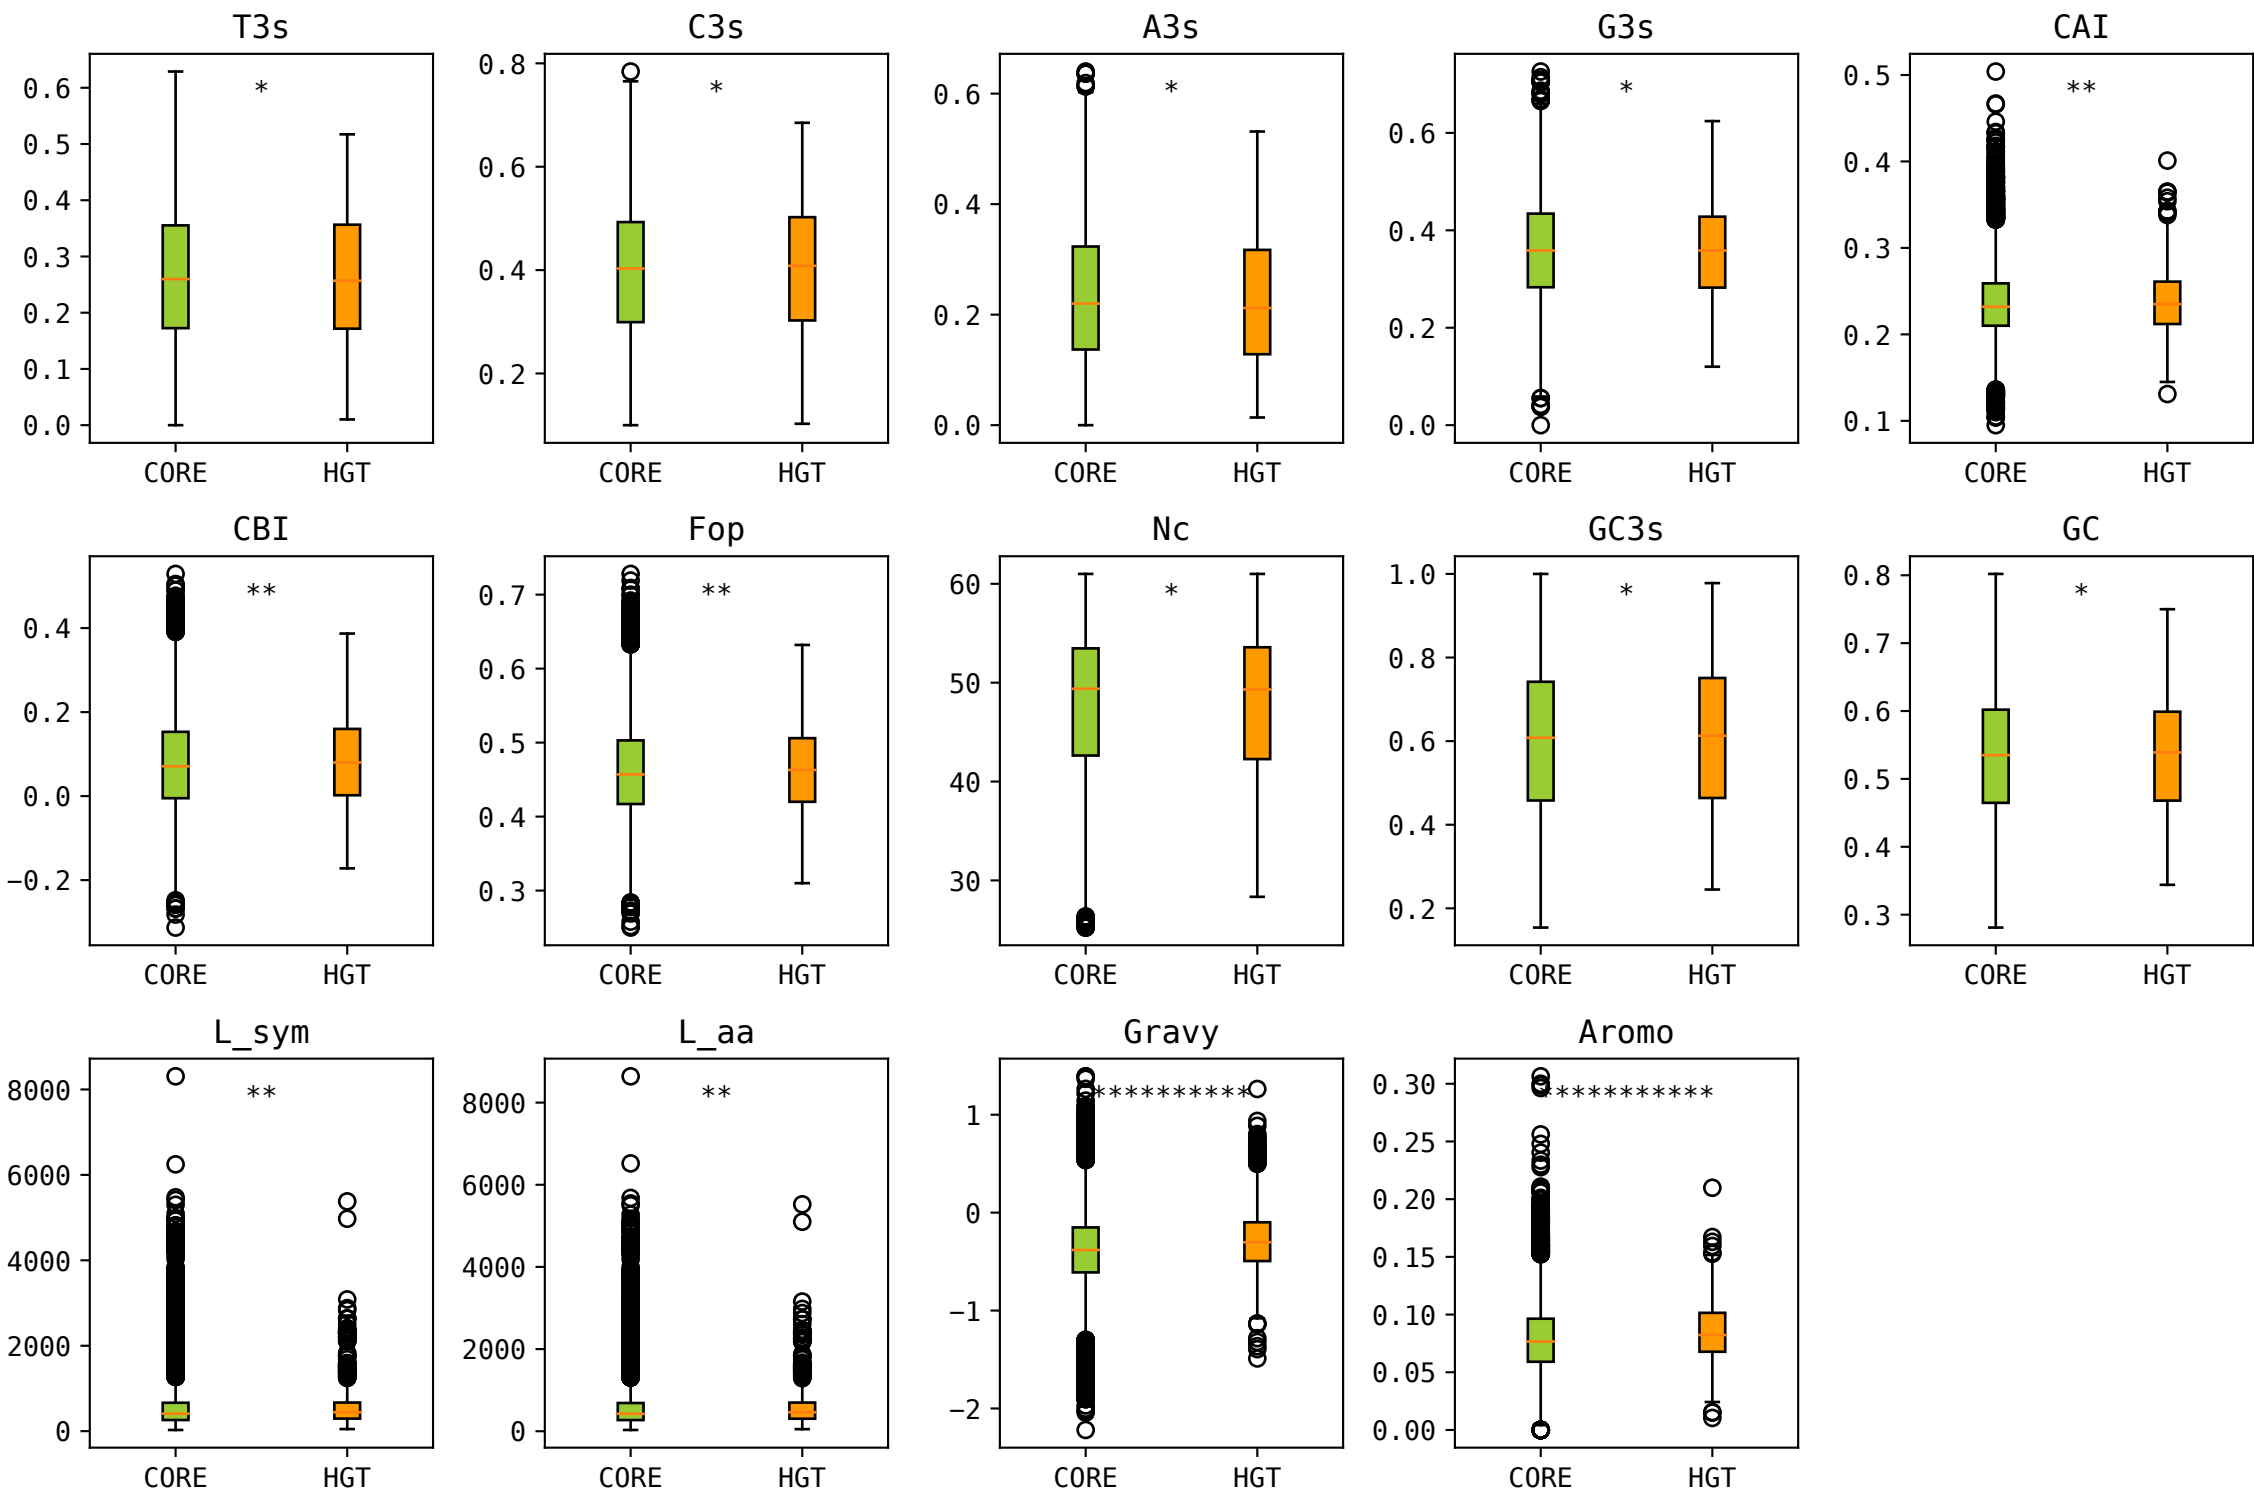 T3s
C3s
A3s
G3s
CAI
0.6
0.5
0.4
0.3
0.2
0.1
0.0
*
CORE
HGT
0.8
0.6
0.4
0.2
*
CORE
HGT
0.6
0.4
0.2
0.0
*
CORE
HGT
0.6
0.4
0.2
0.0
*
CORE
HGT
0.5
0.4
0.3
0.2
0.1
**
CORE
HGT
CBI
Fop
Nc
GC3s
GC
0.4
0.2
0.0
−0.2
**
CORE
HGT
0.7
0.6
0.5
0.4
0.3
**
CORE
HGT
60
50
40
30
*
CORE
HGT
1.0
0.8
0.6
0.4
0.2
*
CORE
HGT
0.8
0.7
0.6
0.5
0.4
0.3
*
CORE
HGT
L_sym
L_aa
Gravy
Aromo
8000
6000
4000
2000
0
**
CORE
HGT
8000
6000
4000
2000
0
**
CORE
HGT
1
0
−1
−2
CORE
HGT
0.30
0.25
0.20
0.15
0.10
0.05
0.00
CORE
HGT